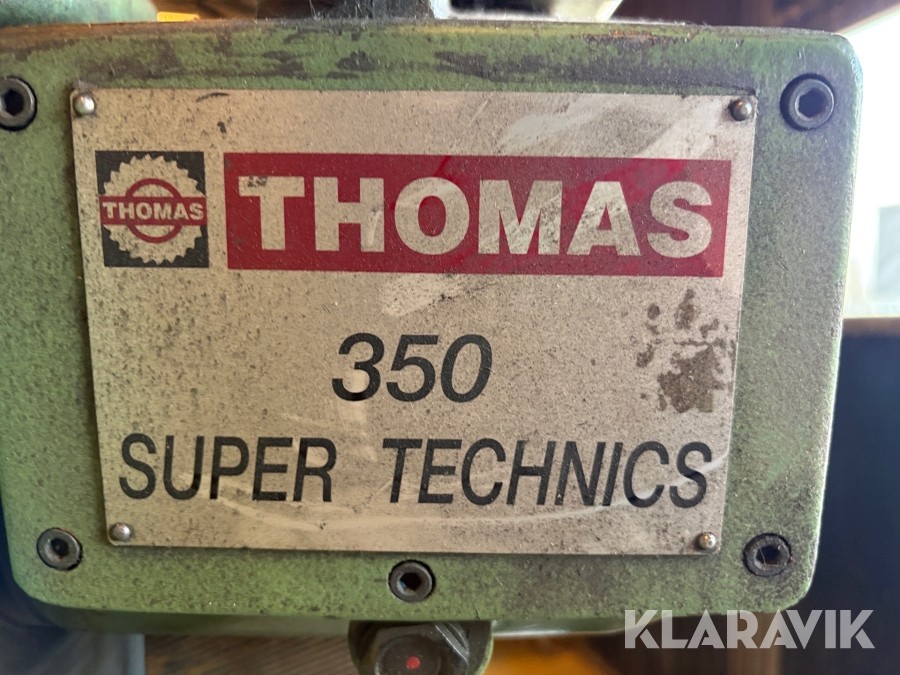 THOMAS
THOMAS
350
SUPER TECHNICS
KLARAVIK